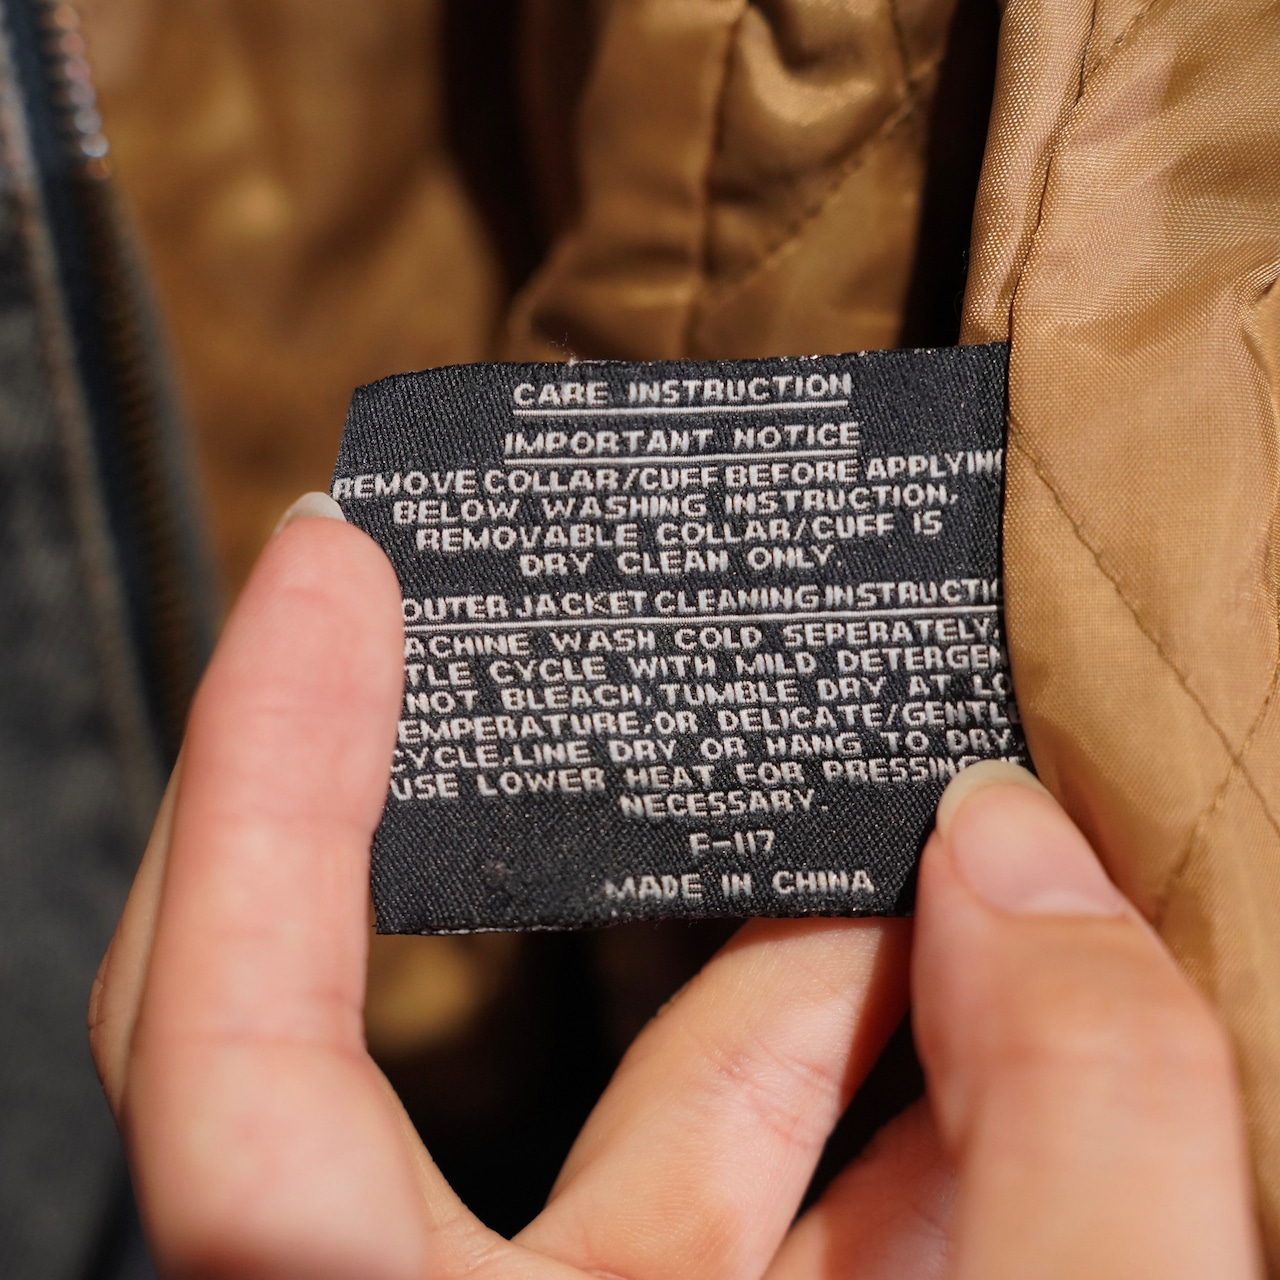 CARE INSTRUCTION
IMPORTANT NOTICE
REMOVE COLLAR/CUFF BEFORE APPLYING
BELOW WASHING INSTRUCTION,
REMOVABLE COLLAR/CUFF IS
DRY CLEAN ONLY.
OUTER JACKET CLEANING INSTRUCTIO
ACHINE WASH COLD SEPERATELY,
TLE CYCLE WITH MILD DETERGEN
NOT BLEACH, TUMBLE DRY AT LO
TEMPERATURE, OR DELICATE/GENTLE
CYCLE, LINE DRY OR HANG TO DRY,
USE LOWER HEAT FOR PRESSING
NECESSARY.
F-117
MADE IN CHINA